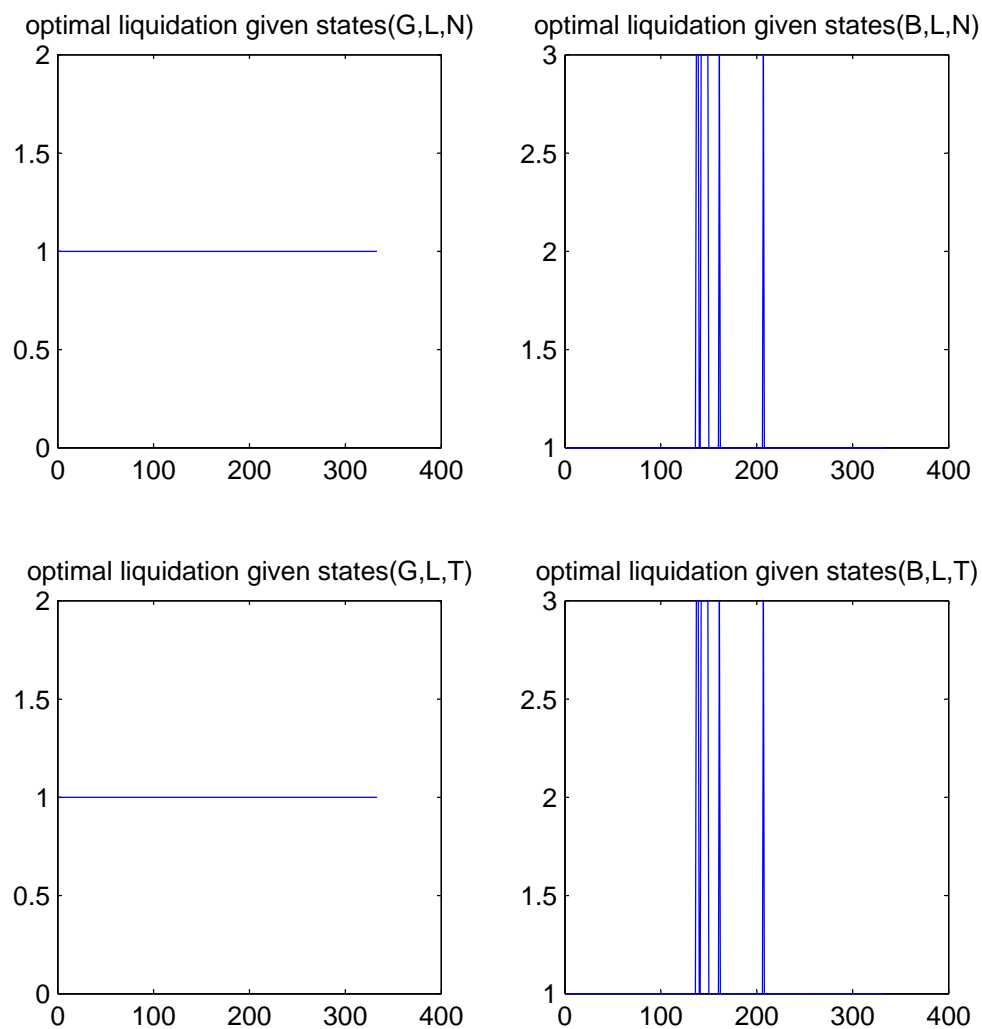 optimal liquidation given states(G,L,N)
2
1.5
1
0.5
0
0 100 200 300 400
optimal liquidation given states(B,L,N)
3
2.5
2
1.5
1
0 100 200 300 400
optimal liquidation given states(G,L,T)
2
1.5
1
0.5
0
0 100 200 300 400
optimal liquidation given states(B,L,T)
3
2.5
2
1.5
1
0 100 200 300 400